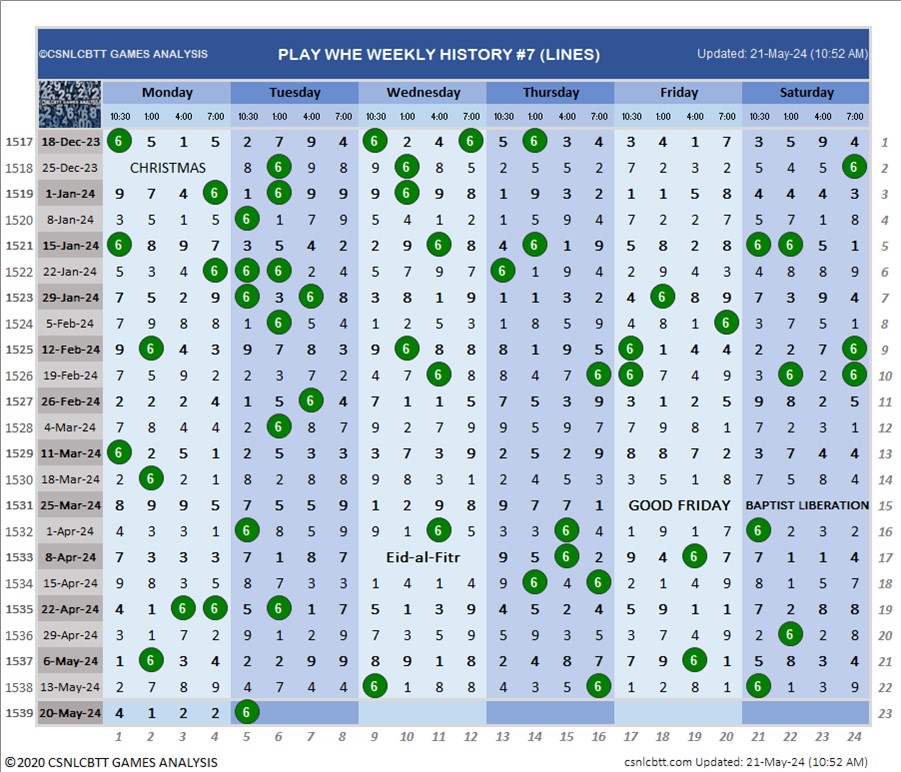 ©CSNLCBTT GAMES ANALYSIS PLAY WHE WEEKLY HISTORY #7 (LINES) Updated: 21-May-24 (10:52 AM)
CSNLCBTT GAMES ANALYSIS Monday Tuesday Wednesday Thursday Friday Saturday
10:30 1:00 4:00 7:00 10:30 1:00 4:00 7:00 10:30 1:00 4:00 7:00 10:30 1:00 4:00 7:00 10:30 1:00 4:00 7:00 10:30 1:00 4:00 7:00
1517 18-Dec-23 6 5 1 5 2 7 9 4 6 2 4 6 5 6 3 4 3 4 1 7 3 5 9 4 1
1518 25-Dec-23 CHRISTMAS 8 6 9 8 9 6 8 5 2 5 5 2 7 2 3 2 5 4 5 6 2
1519 1-Jan-24 9 7 4 6 1 6 9 9 9 6 9 8 1 9 3 2 1 1 5 8 4 4 4 3 3
1520 8-Jan-24 3 5 1 5 6 1 7 9 5 4 1 2 1 5 9 4 7 2 2 7 5 7 1 8 4
1521 15-Jan-24 6 8 9 7 3 5 4 2 2 9 6 8 4 6 1 9 5 8 2 8 6 6 5 1 5
1522 22-Jan-24 5 3 4 6 6 6 2 4 5 7 9 7 6 1 9 4 2 9 4 3 4 8 8 9 6
1523 29-Jan-24 7 5 2 9 6 3 6 8 3 8 1 9 1 1 3 2 4 6 8 9 7 3 9 4 7
1524 5-Feb-24 7 9 8 8 1 6 5 4 1 2 5 3 1 8 5 9 4 8 1 6 3 7 5 1 8
1525 12-Feb-24 9 6 4 3 9 7 8 3 9 6 8 8 8 1 9 5 6 1 4 4 2 2 7 6 9
1526 19-Feb-24 7 5 9 2 2 3 7 2 4 7 6 8 8 4 7 6 6 7 4 9 3 6 2 6 10
1527 26-Feb-24 2 2 2 4 1 5 6 4 7 1 1 5 7 5 3 9 3 1 2 5 9 8 2 5 11
1528 4-Mar-24 7 8 4 4 2 6 8 7 9 2 7 9 9 5 9 7 7 9 8 1 7 2 3 1 12
1529 11-Mar-24 6 2 5 1 2 5 3 3 3 7 3 9 2 5 2 9 8 8 7 2 3 7 4 4 13
1530 18-Mar-24 2 6 2 1 8 2 8 8 9 8 3 1 2 4 5 3 3 5 1 8 7 5 8 4 14
1531 25-Mar-24 8 9 9 5 7 5 5 9 1 2 9 8 9 7 7 1 GOOD FRIDAY BAPTIST LIBERATION 15
1532 1-Apr-24 4 3 3 1 6 8 5 9 9 1 6 5 3 3 6 4 1 9 1 7 6 2 3 2 16
1533 8-Apr-24 7 3 3 3 7 1 8 7 Eid-al-Fitr 9 5 6 2 9 4 6 7 7 1 1 4 17
1534 15-Apr-24 9 8 3 5 8 7 3 3 1 4 1 4 9 6 4 6 2 1 4 9 8 1 5 7 18
1535 22-Apr-24 4 1 6 6 5 6 1 7 5 1 3 9 4 5 2 4 5 9 1 1 7 2 8 8 19
1536 29-Apr-24 3 1 7 2 9 1 2 9 7 3 5 9 5 9 3 5 3 7 4 9 2 6 2 8 20
1537 6-May-24 1 6 3 4 2 2 9 9 8 9 1 8 2 4 8 7 7 9 6 1 5 8 3 4 21
1538 13-May-24 2 7 8 9 4 7 4 4 6 1 8 8 4 3 5 6 1 2 8 1 6 1 3 9 22
1539 20-May-24 4 1 2 2 6 23
1 2 3 4 5 6 7 8 9 10 11 12 13 14 15 16 17 18 19 20 21 22 23 24
©2020 CSNLCBTT GAMES ANALYSIS csnlcbtt.com Updated: 21-May-24 (10:52 AM)